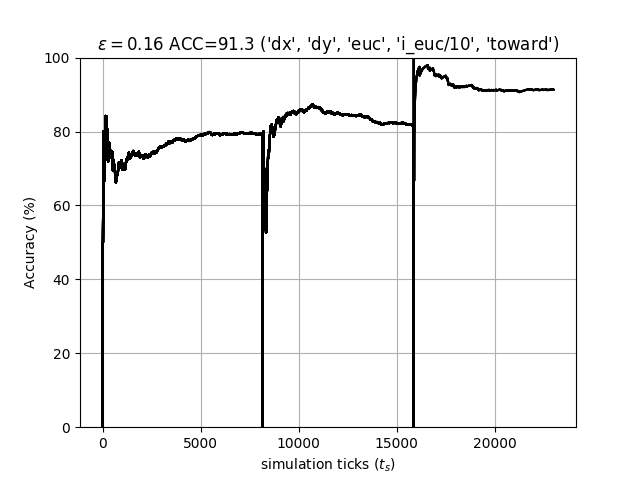 ε = 0.16 ACC=91.3 ('dx', 'dy', 'euc', 'i_euc/10', 'toward')
100
80
60
40
20
0
Accuracy (%)
0 5000 10000 15000 20000
simulation ticks (tₛ)